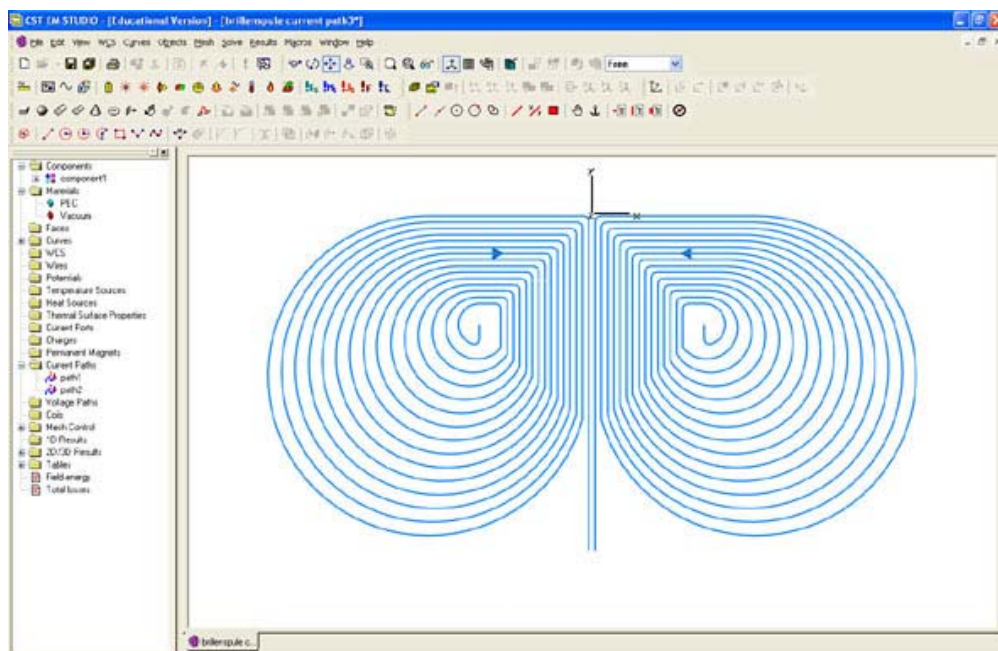 CST EM STUDIO - [Educational Version] - [brillenspule current path3*]
File Edit View WCS Curves Objects Mesh Solve Results Macros Window Help
Free
Components
component1
Materials
PEC
Vacuum
Faces
Curves
WCS
Wires
Potentials
Temperature Sources
Heat Sources
Thermal Surface Properties
Current Ports
Charges
Permanent Magnets
Current Paths
path1
path2
Voltage Paths
Coils
Mesh Control
1D Results
2D/3D Results
Tables
Field energy
Total losses
Y
X
brillenspule c...